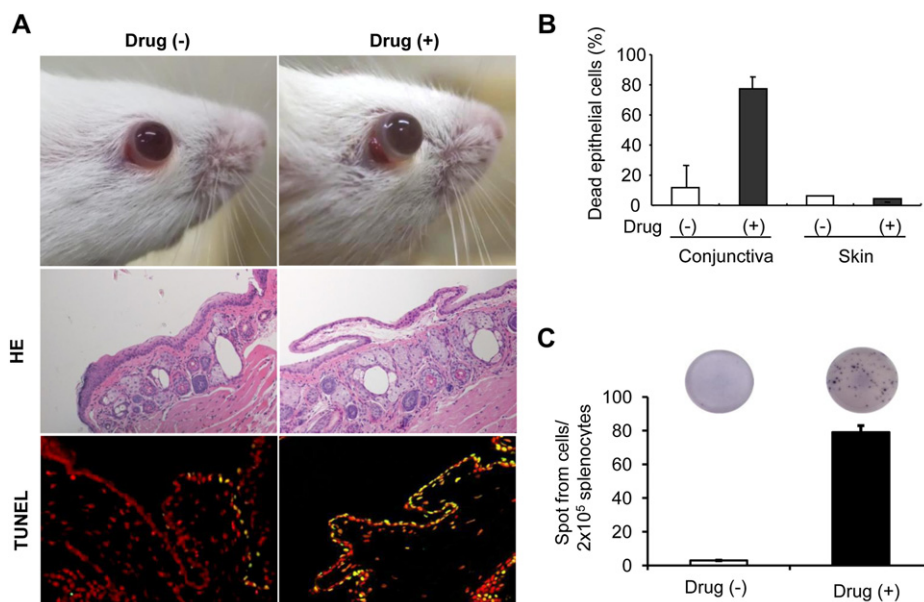 A
Drug (-)
Drug (+)
HE
TUNEL
B
Dead epithelial cells (%)
100
80
60
40
20
0
Drug
(-)
(+)
(-)
(+)
Conjunctiva
Skin
C
Spot from cells/
2x10⁵ splenocytes
100
80
60
40
20
0
Drug (-)
Drug (+)